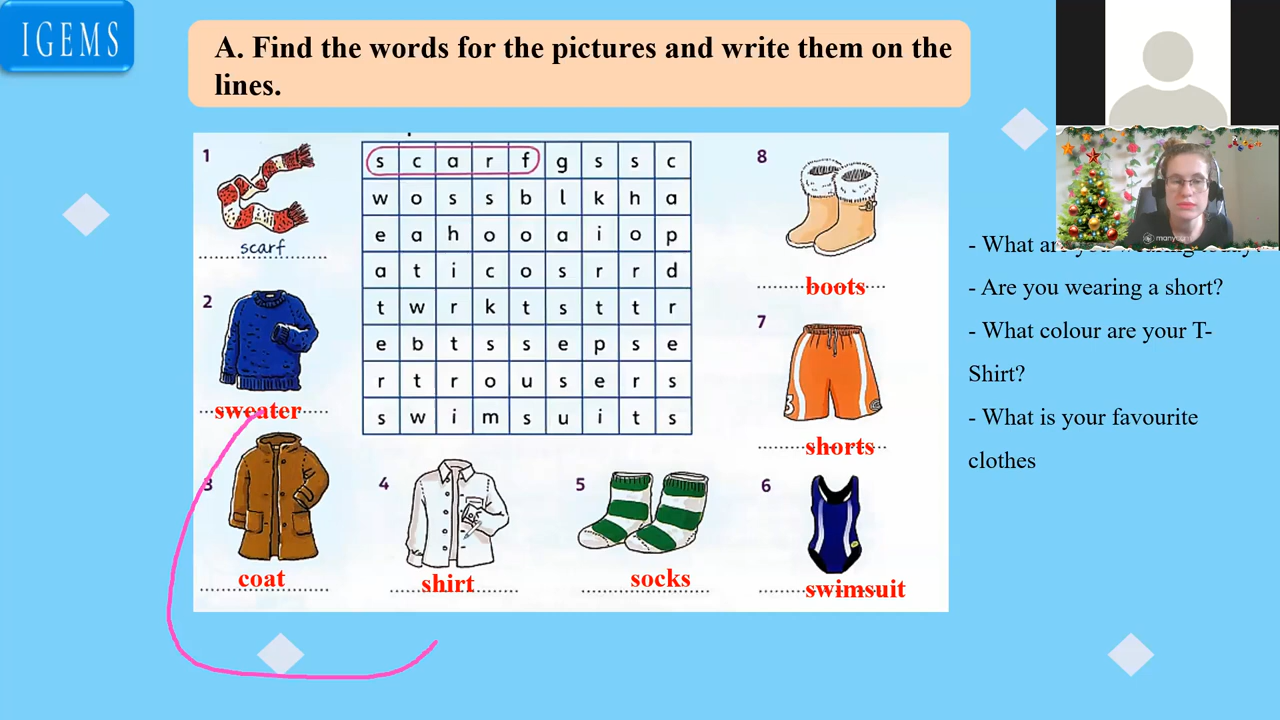 IGEMS
A. Find the words for the pictures and write them on the
lines.
1
scarf
2
sweater
3
coat
4
shirt
5
socks
6
swimsuit
7
shorts
8
boots
s c a r f g s s c
w o s s b l k h a
e a h o o a i o p
a t i c o s r r d
t w r k t s t t r
e b t s s e p s e
r t r o u s e r s
s w i m s u i t s
- What are
- Are you wearing a short?
- What colour are your T-
Shirt?
- What is your favourite
clothes